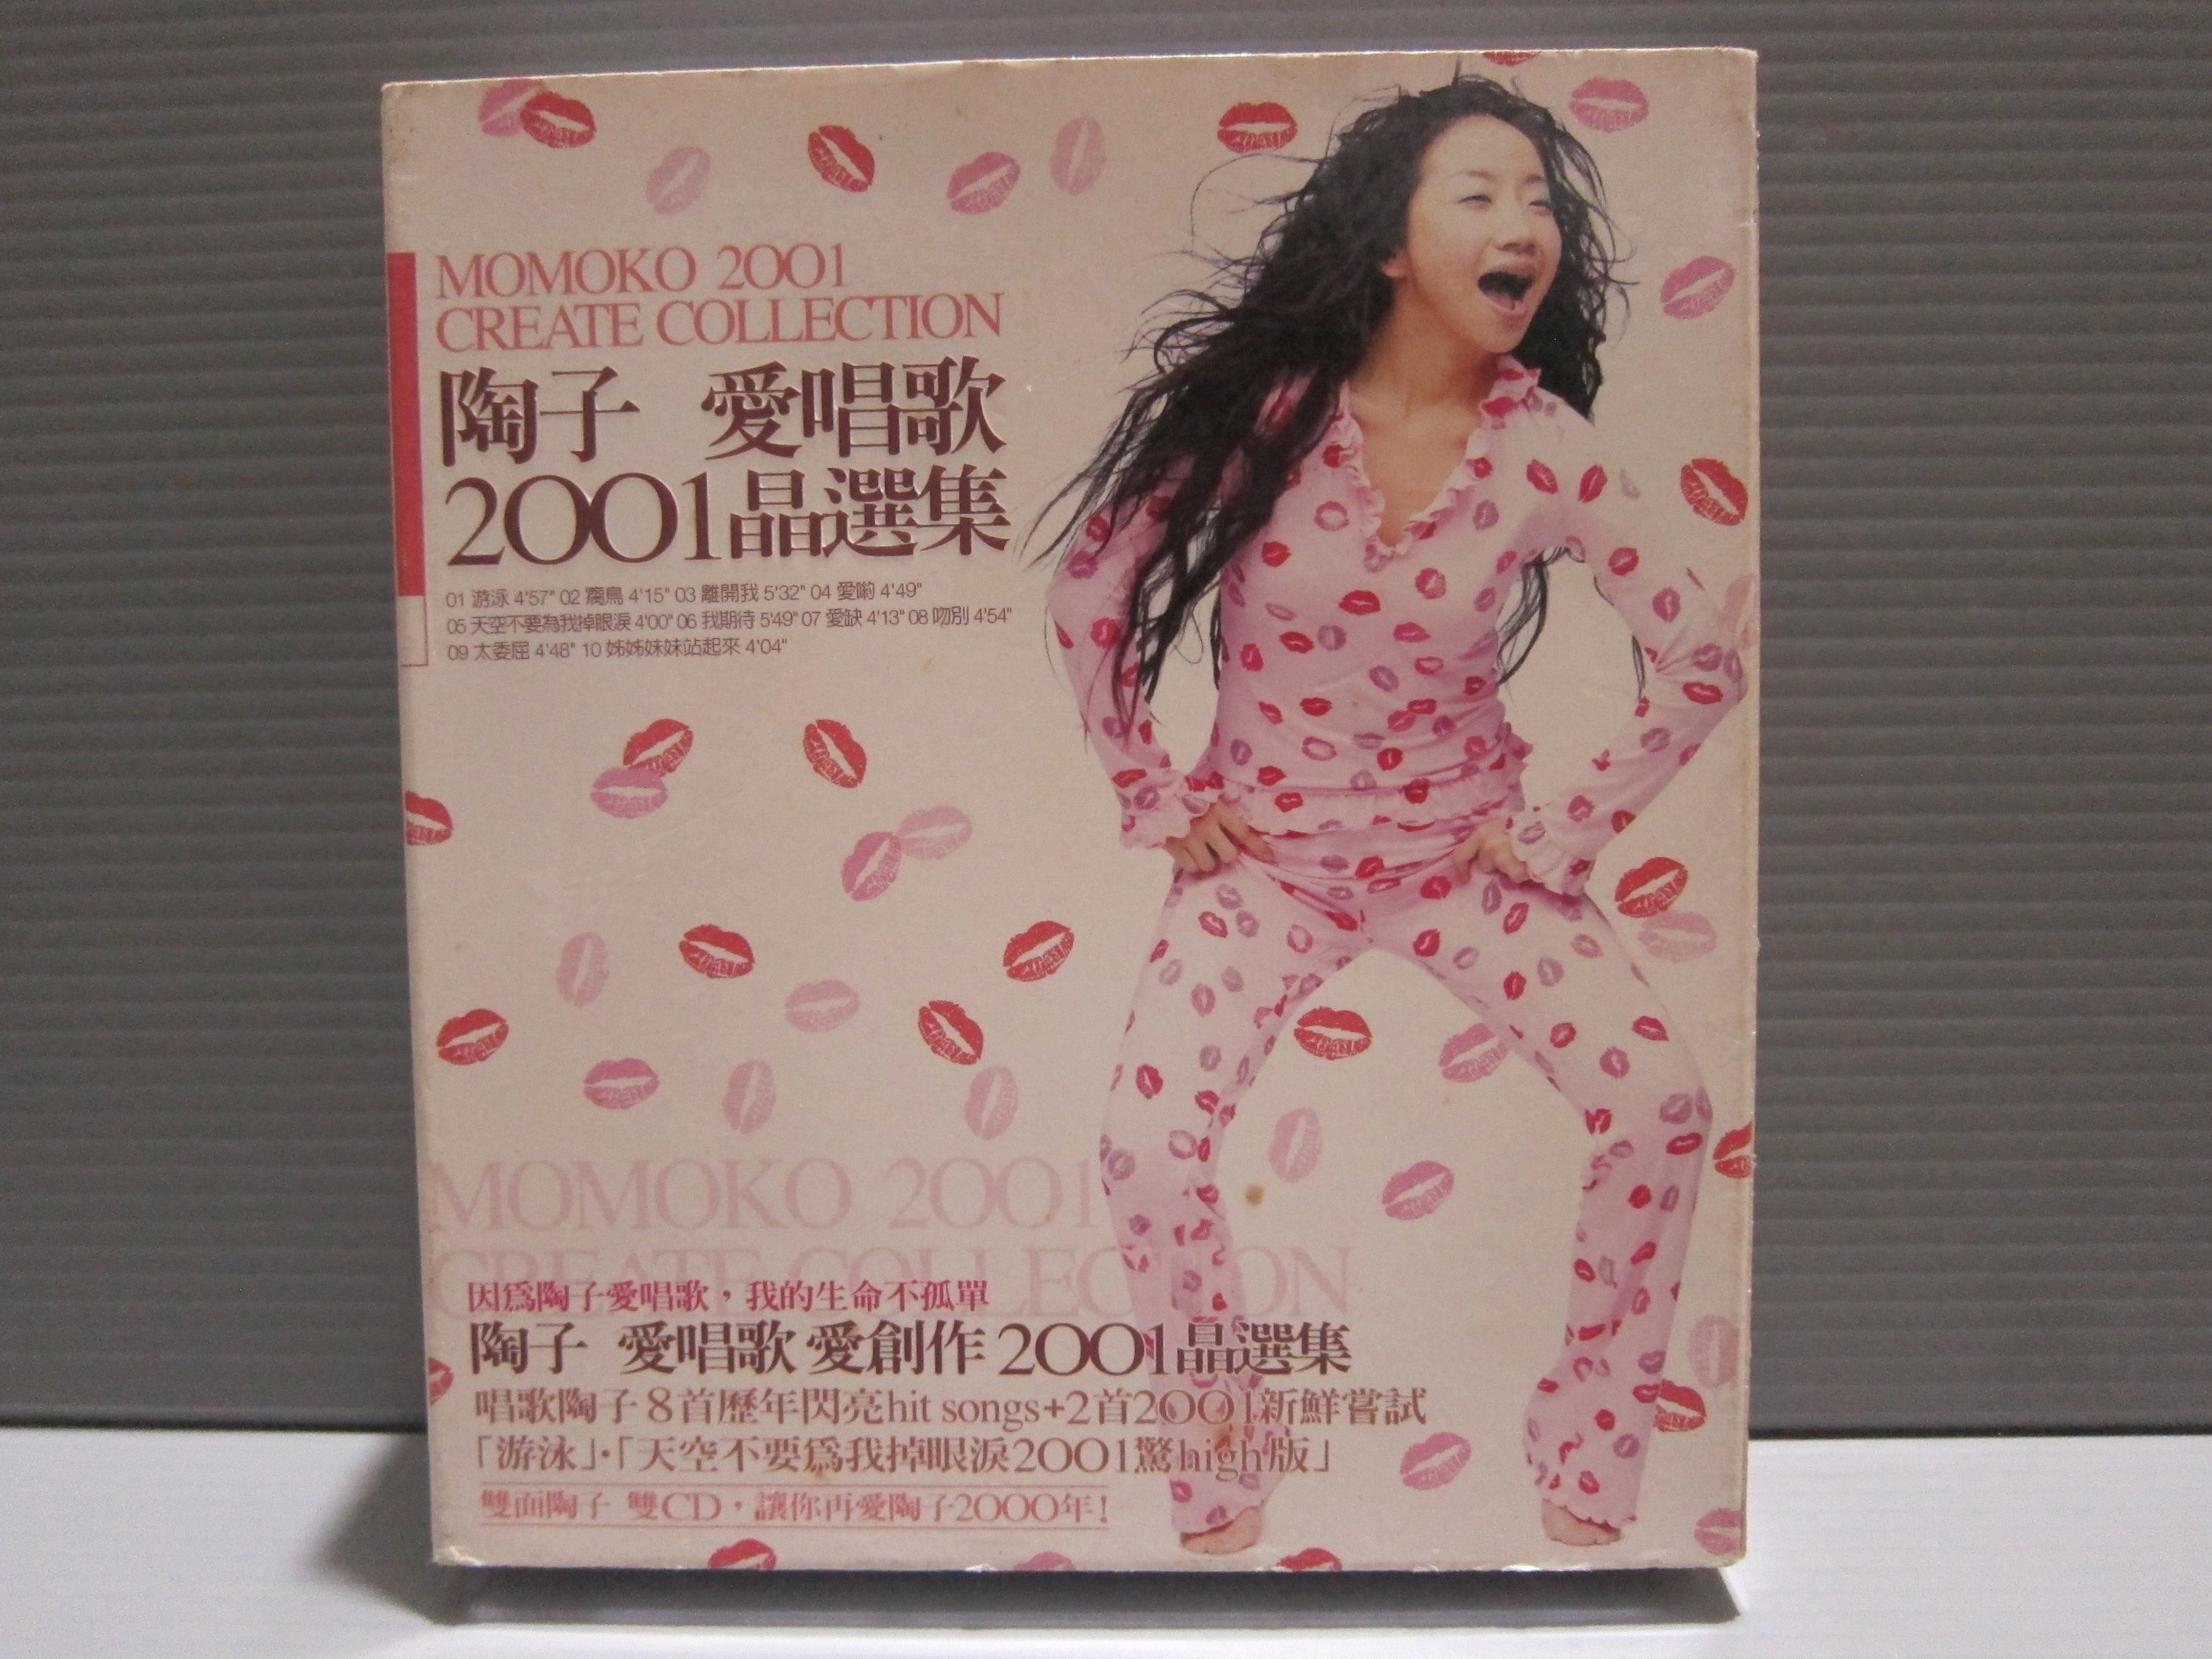 MOMOKO 2001
CREATE COLLECTION
陶子 愛唱歌
2001晶選集
01 游泳 4'57" 02 窩鳥 4'15" 03 離開我 5'32" 04 愛喲 4'49"
05 天空不要為我掉眼淚 4'00" 06 我期待 5'49" 07 愛缺 4'13" 08 吻別 4'54"
09 太委屈 4'48" 10 姊姊妹妹站起來 4'04"
MOMOKO 2001
CREATE COLLECTION
因為陶子愛唱歌，我的生命不孤單
陶子 愛唱歌 愛創作 2001晶選集
唱歌陶子8首歷年閃亮hit songs+2首2001新鮮嘗試
「游泳」·「天空不要為我掉眼淚2001驚high版」
雙面陶子 雙CD，讓你再愛陶子2000年!